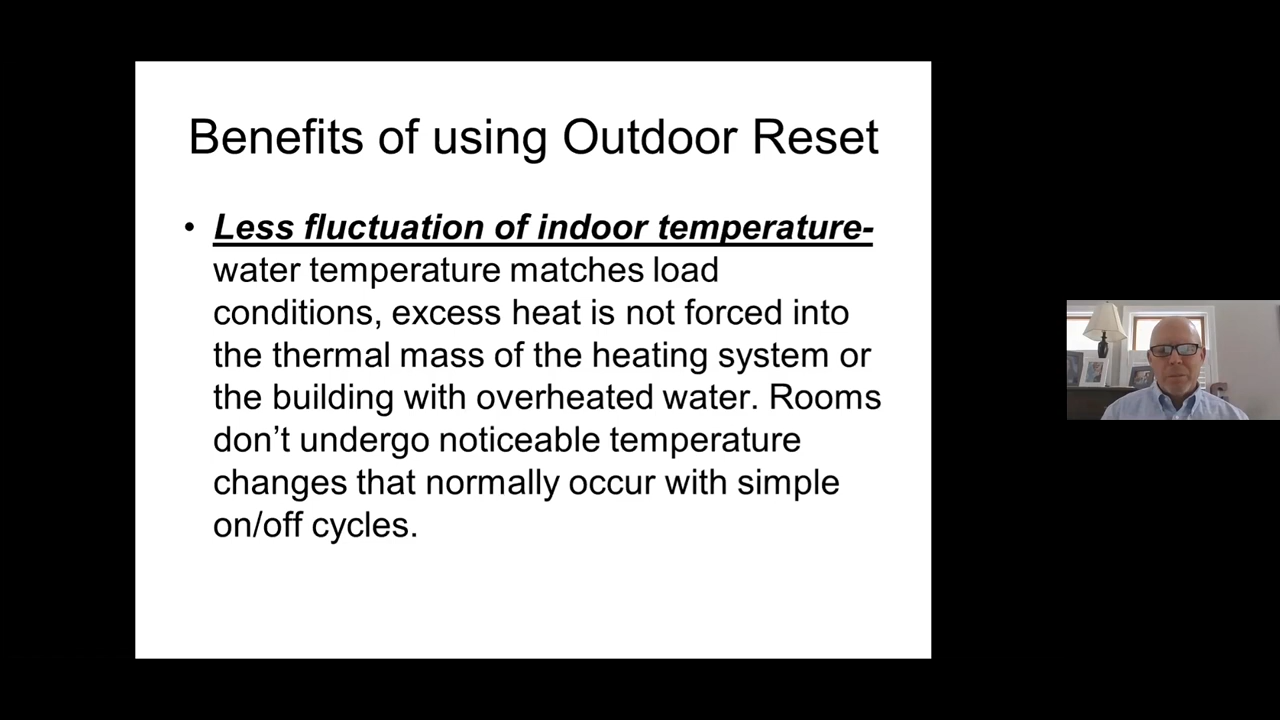 Benefits of using Outdoor Reset
• Less fluctuation of indoor temperature-
water temperature matches load
conditions, excess heat is not forced into
the thermal mass of the heating system or
the building with overheated water. Rooms
don’t undergo noticeable temperature
changes that normally occur with simple
on/off cycles.